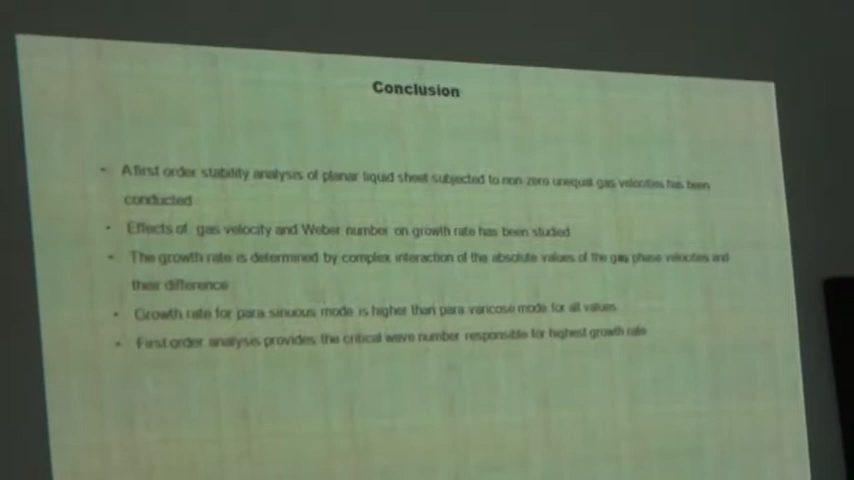 Conclusion
• A first order stability analysis of planar liquid sheet subjected to non zero unequal gas velocities has been
conducted
• Effects of gas velocity and Weber number on growth rate has been studied
• The growth rate is determined by complex interaction of the absolute values of the gas phase velocities and
their difference
• Growth rate for para sinuous mode is higher than para varicose mode for all values
• First order analysis provides the critical wave number responsible for highest growth rate